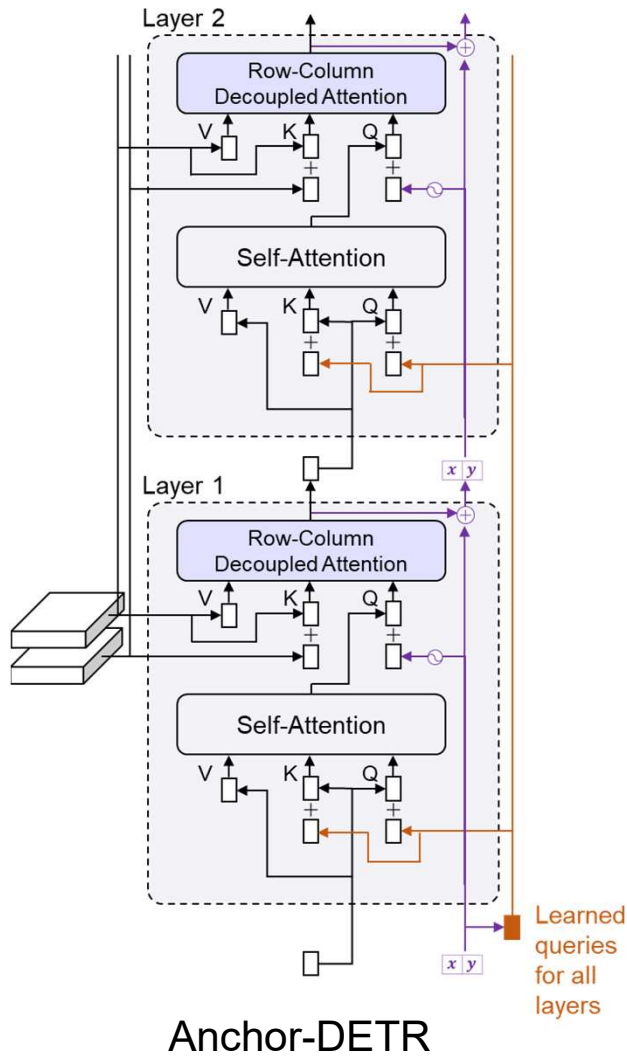 Layer 2
Row-Column
Decoupled Attention
V
K
Q
+
+
Self-Attention
V
K
Q
+
+
x y
Layer 1
Row-Column
Decoupled Attention
V
K
Q
+
+
Self-Attention
V
K
Q
+
+
x y
Learned
queries
for all
layers
Anchor-DETR